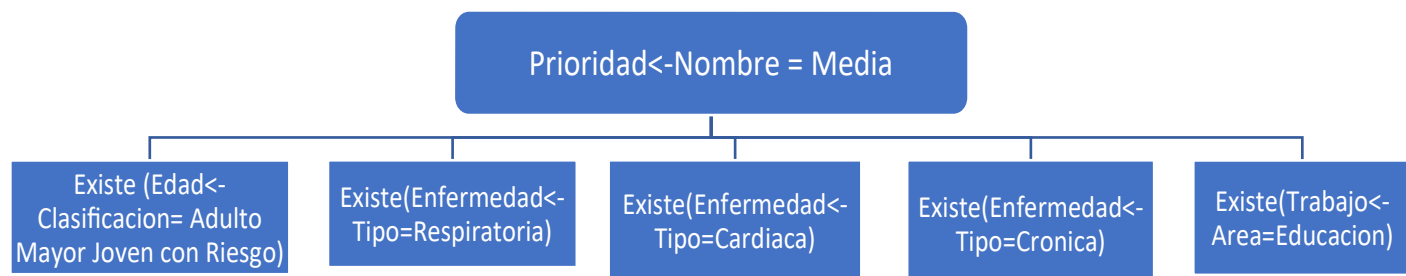 Prioridad<-Nombre = Media
Existe (Edad<-
Clasificacion= Adulto
Mayor Joven con Riesgo)
Existe(Enfermedad<-
Tipo=Respiratoria)
Existe(Enfermedad<-
Tipo=Cardiaca)
Existe(Enfermedad<-
Tipo=Cronica)
Existe(Trabajo<-
Area=Educacion)